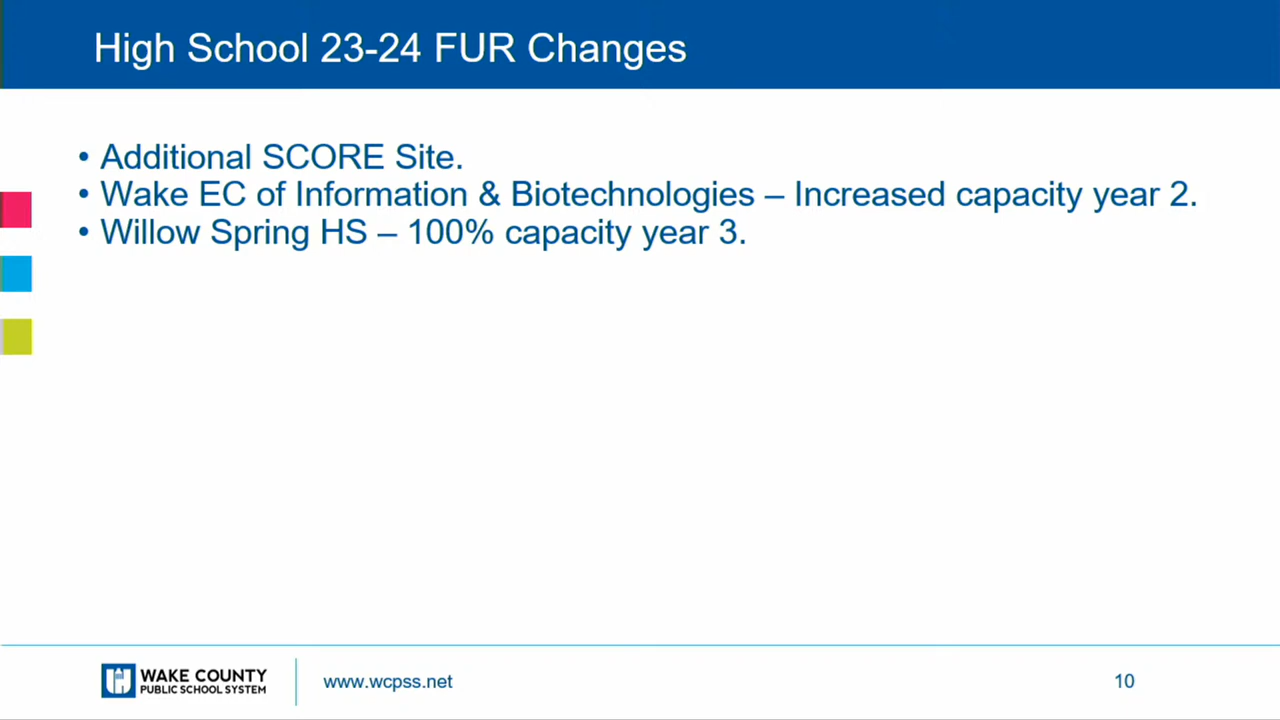 High School 23-24 FUR Changes
• Additional SCORE Site.
• Wake EC of Information & Biotechnologies – Increased capacity year 2.
• Willow Spring HS – 100% capacity year 3.
WAKE COUNTY
PUBLIC SCHOOL SYSTEM
www.wcpss.net
10